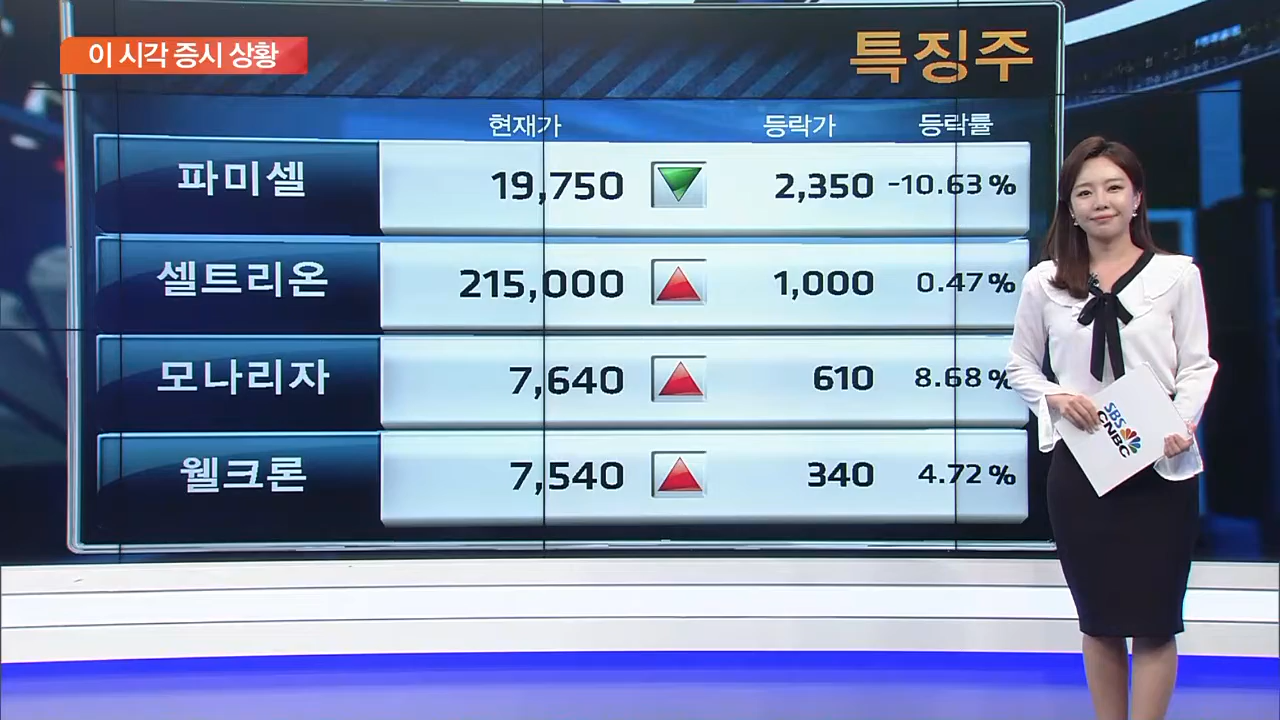 이 시각 증시 상황
특징주
현재가 등락가 등락률
파미셀 19,750 2,350 -10.63 %
셀트리온 215,000 1,000 0.47 %
모나리자 7,640 610 8.68 %
웰크론 7,540 340 4.72 %
SBS
CNBC